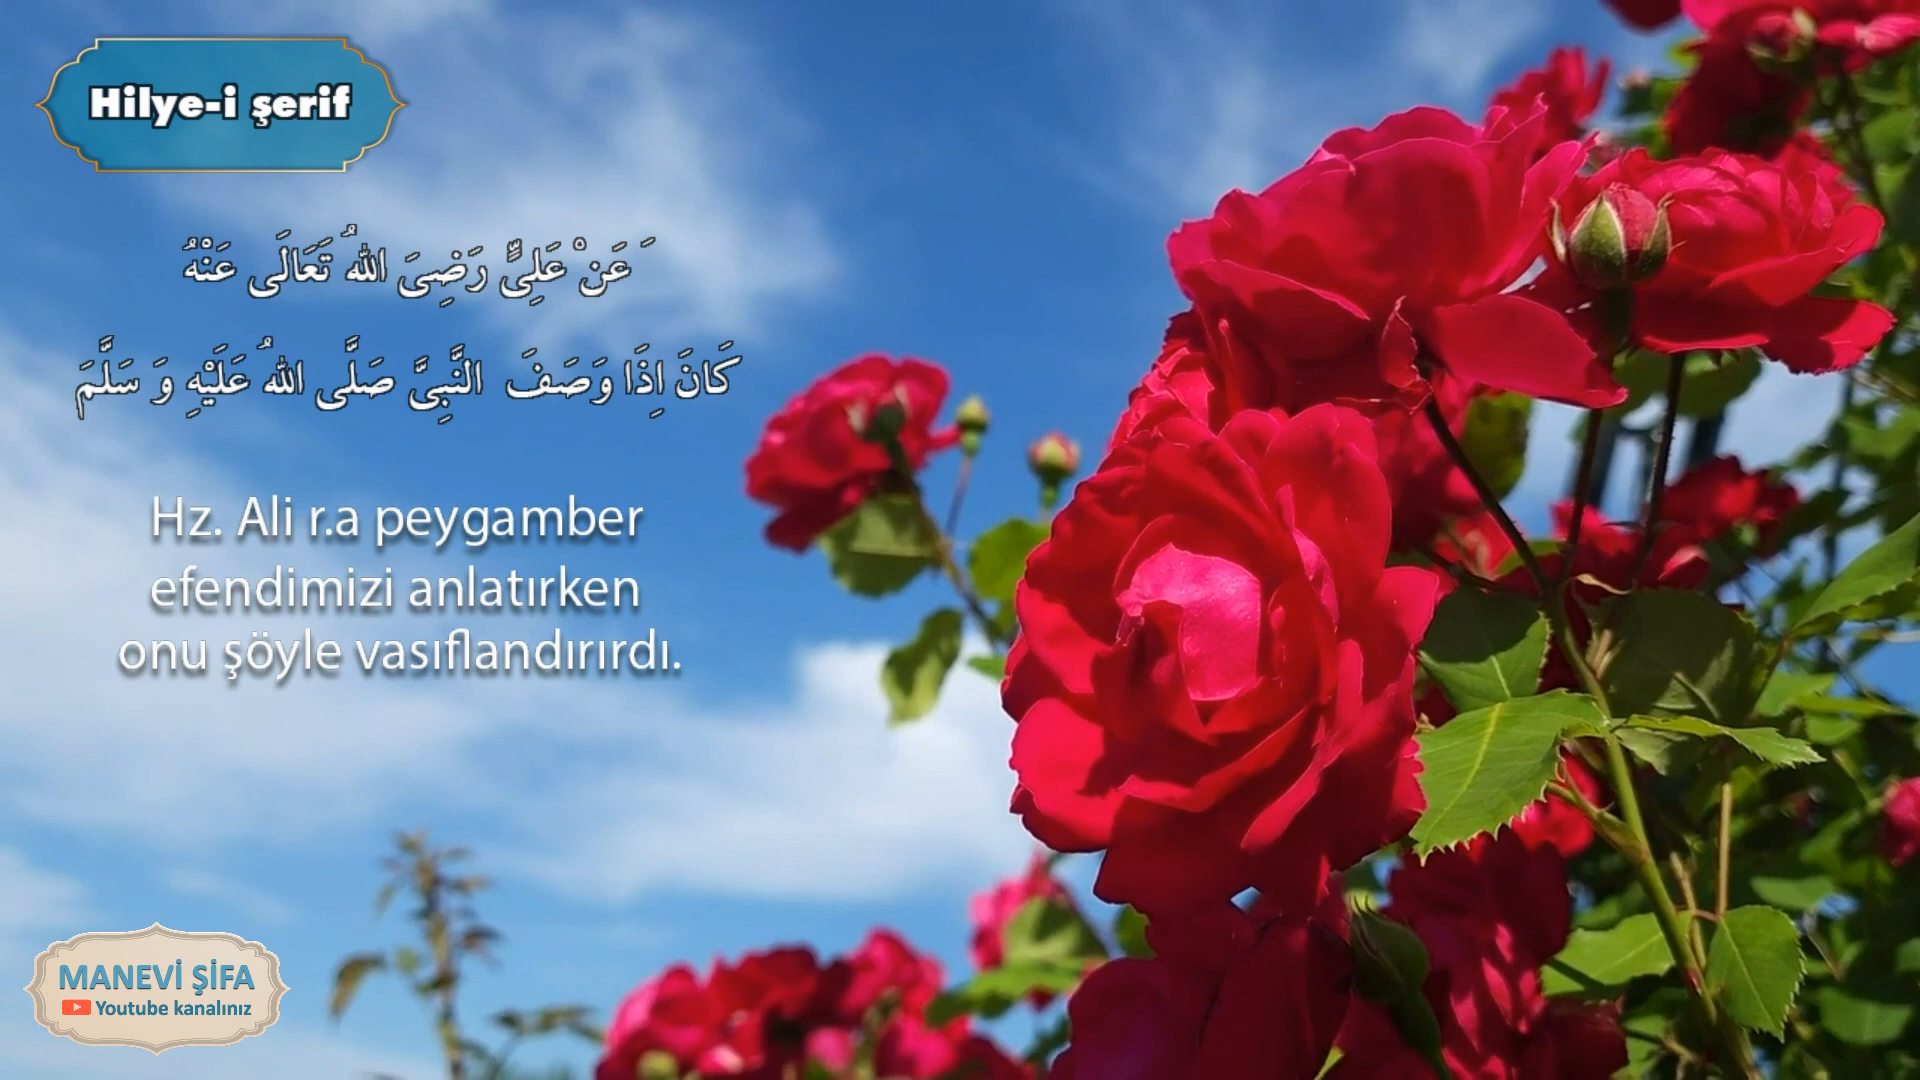 Hilye-i şerif
عَنْ عَلِيٍّ رَضِىَ اللهُ تَعَالَى عَنْهُ
كَانَ إِذَا وَصَفَ النَّبِىَّ صَلَّى اللهُ عَلَيْهِ وَ سَلَّمَ
Hz. Ali r.a peygamber
efendimizi anlatırken
onu şöyle vasıflandırırdı.
MANEVİ ŞİFA
Youtube kanalınız